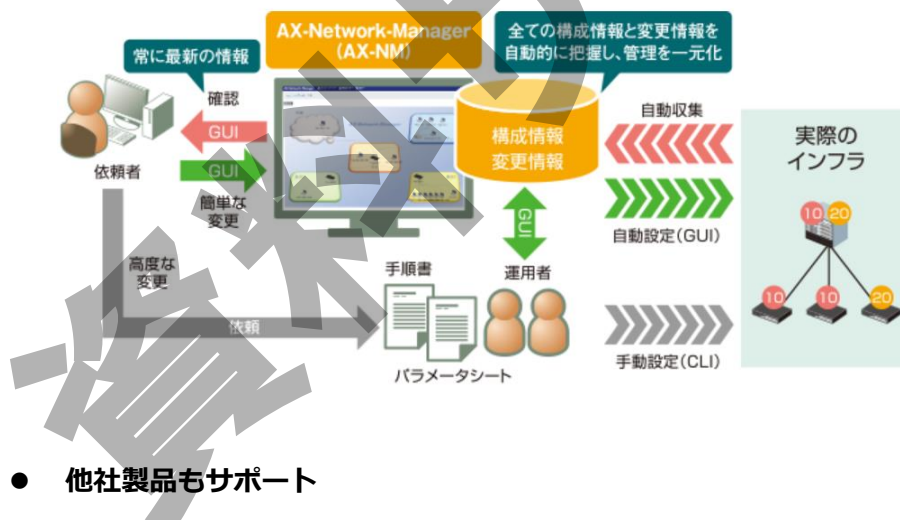 AX-Network-Manager
(AX-NM)
全ての構成情報と変更情報を
自動的に把握し、管理を一元化
常に最新の情報
確認
GUI
GUI
簡単な
変更
依頼者
構成情報
変更情報
自動収集
自動設定(GUI)
実際の
インフラ
10 20
10
10
20
GUI
高度な
変更
依頼
手順書
運用者
パラメータシート
手動設定(CLI)
● 他社製品もサポート